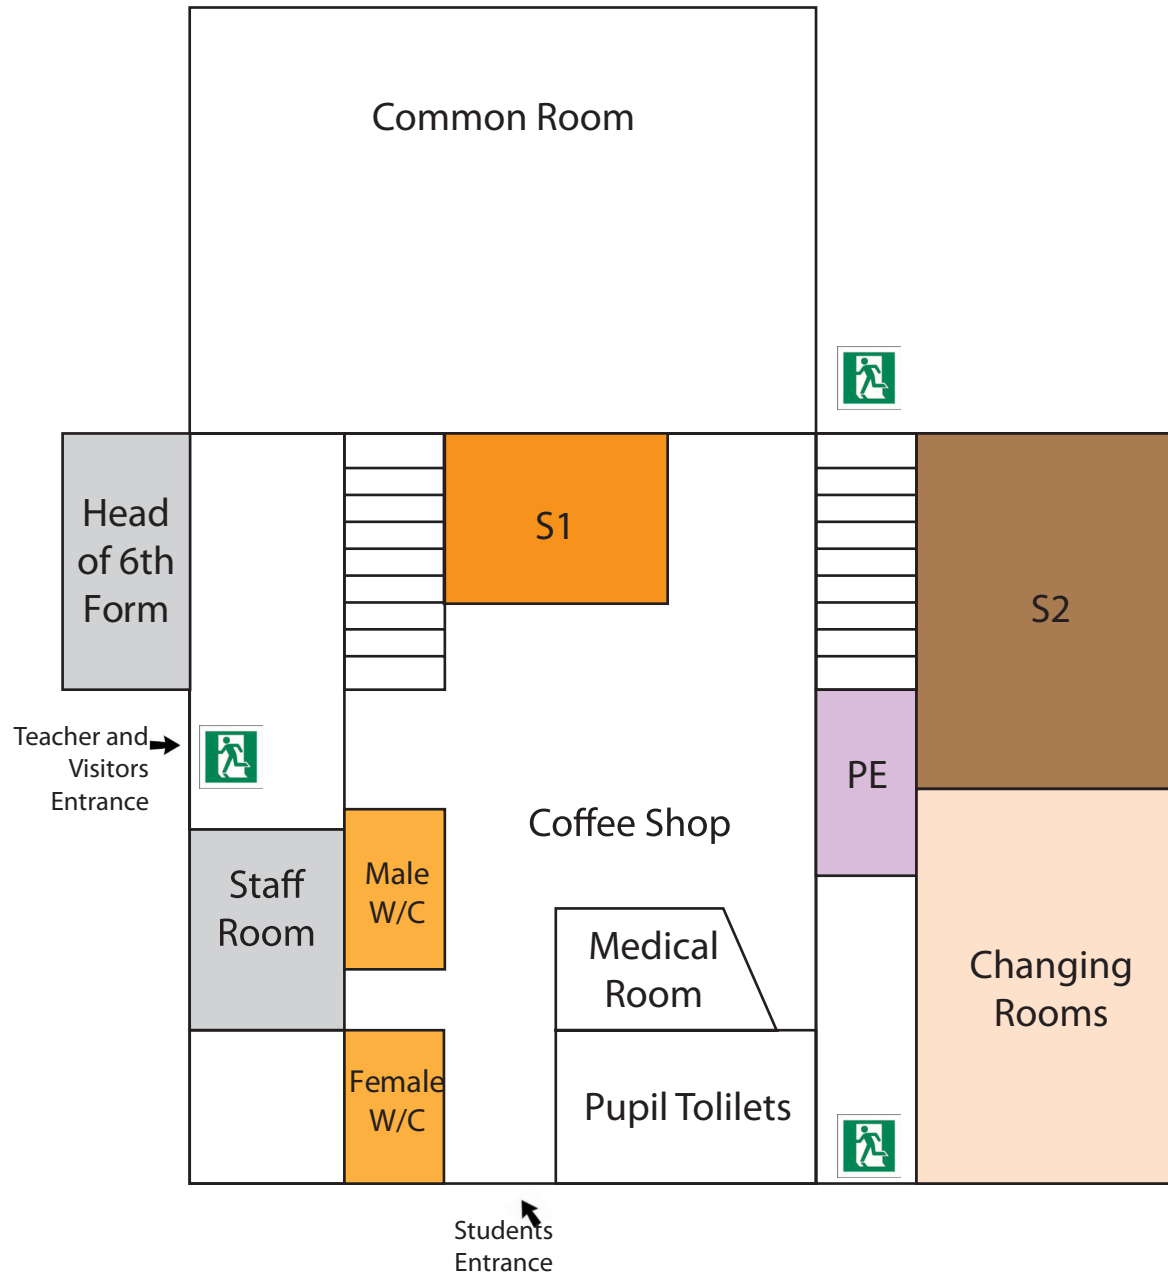 Common Room
Head
of 6th
Form
S1
S2
Teacher and
Visitors
Entrance
PE
Coffee Shop
Staff
Room
Male
W/C
Medical
Room
Changing
Rooms
Female
W/C
Pupil Tolilets
Students
Entrance